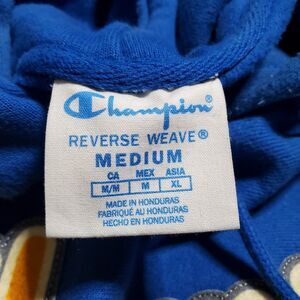 Champion®
REVERSE WEAVE®
MEDIUM
CA MEX ASIA
M/M M XL
MADE IN HONDURAS
FABRIQUÉ AU HONDURAS
HECHO EN HONDURAS